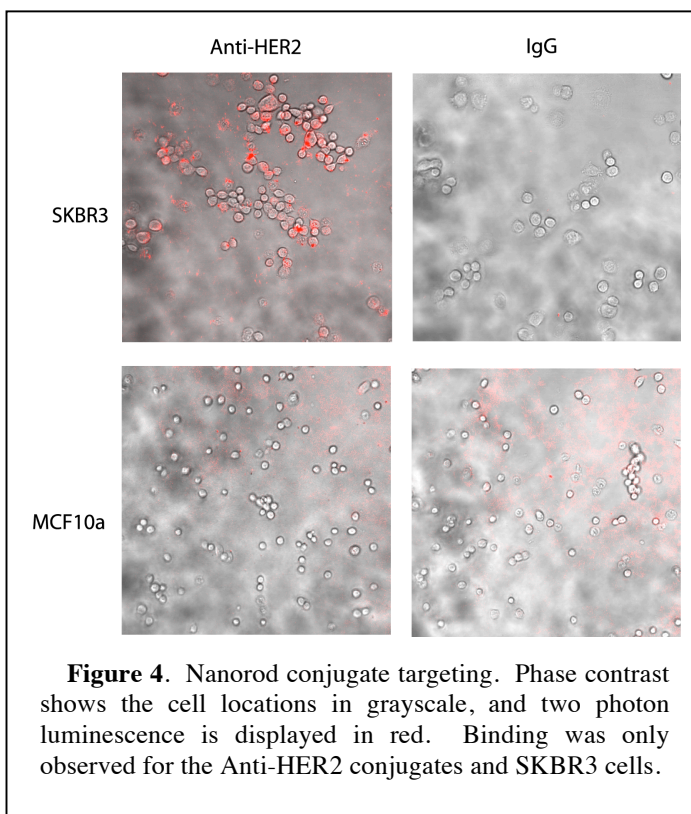 Anti-HER2 IgG
SKBR3
MCF10a
Figure 4. Nanorod conjugate targeting. Phase contrast
shows the cell locations in grayscale, and two photon
luminescence is displayed in red. Binding was only
observed for the Anti-HER2 conjugates and SKBR3 cells.